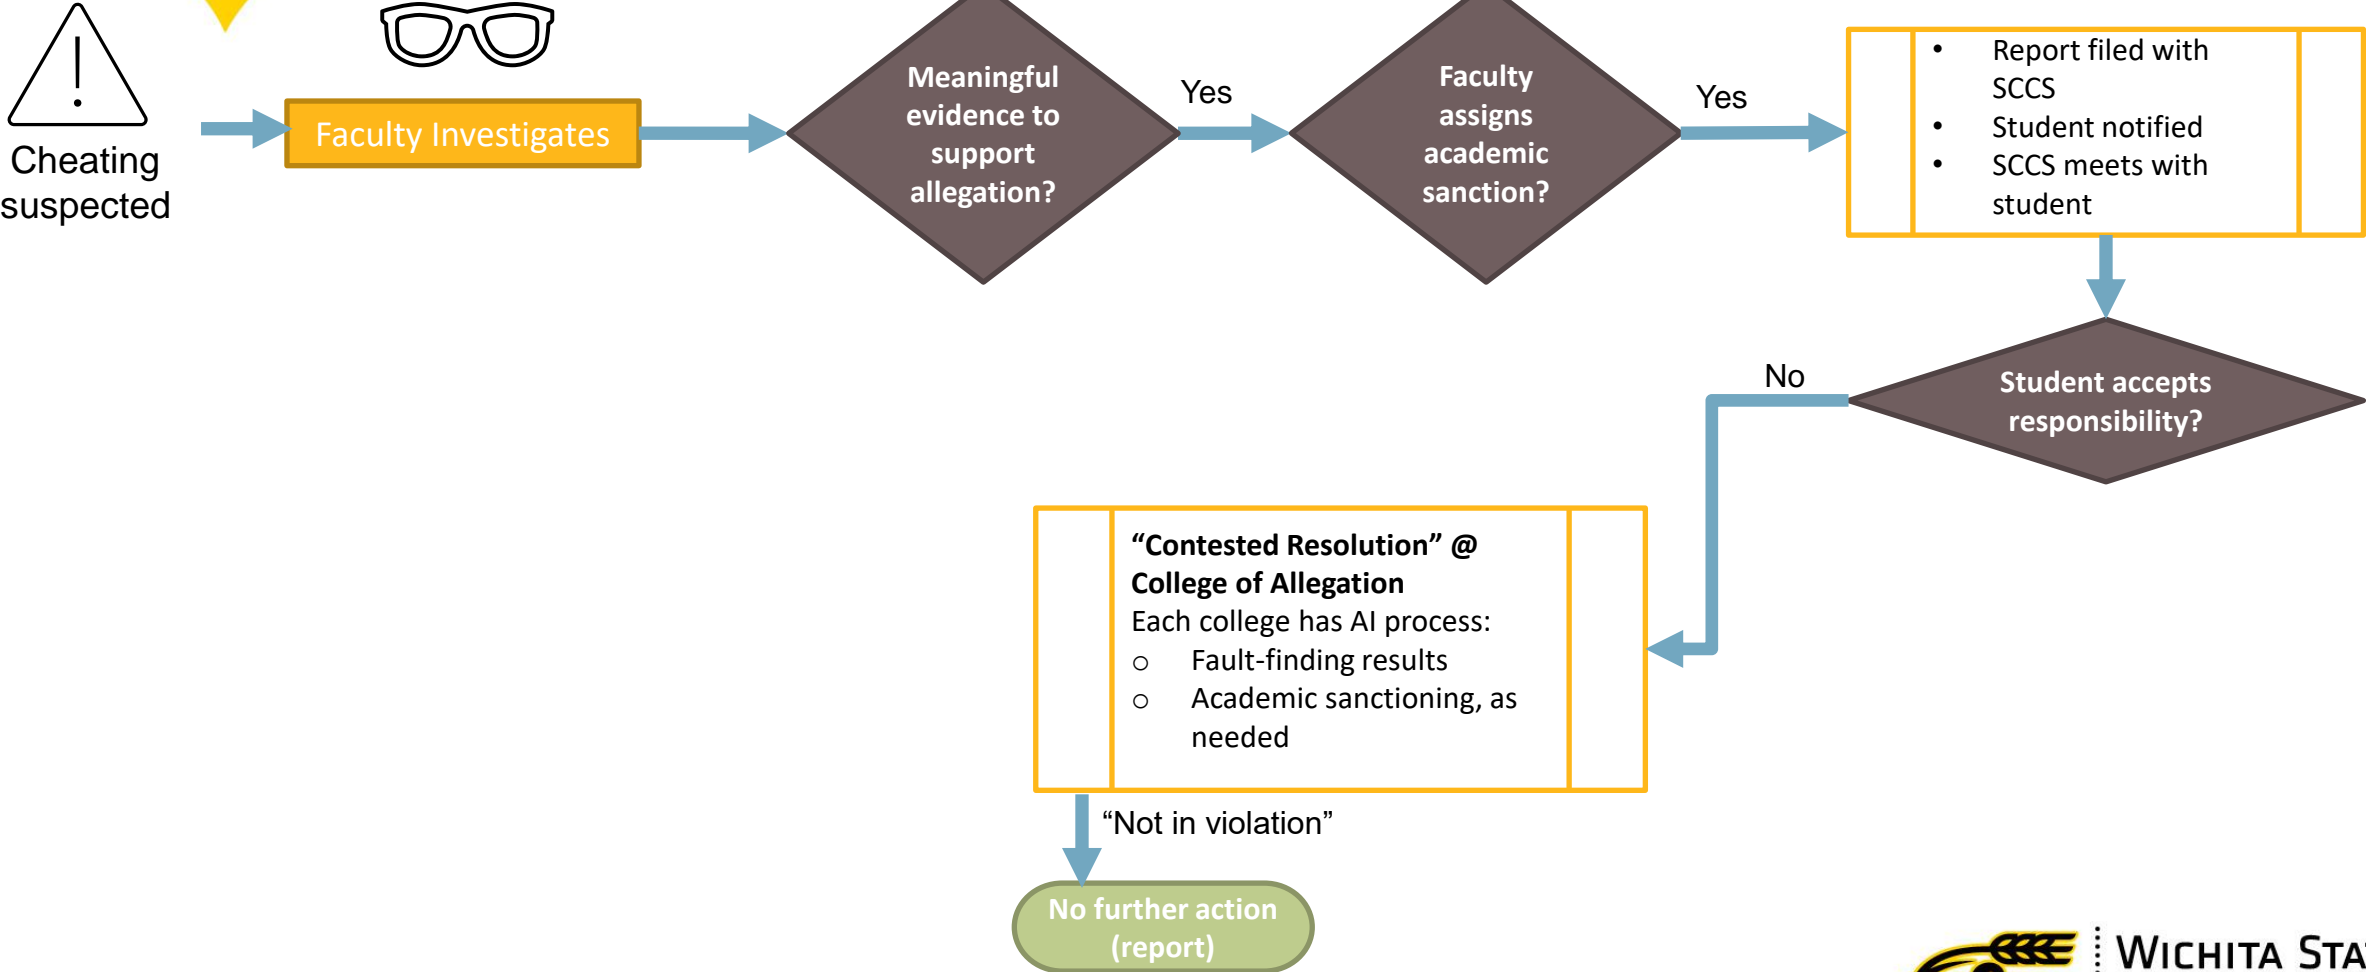 Cheating
suspected
Faculty Investigates
Meaningful
evidence to
support
allegation?
Yes
Faculty
assigns
academic
sanction?
Yes
• Report filed with
SCCS
• Student notified
• SCCS meets with
student
Student accepts
responsibility?
No
“Contested Resolution” @
College of Allegation
Each college has AI process:
○ Fault-finding results
○ Academic sanctioning, as
needed
“Not in violation”
No further action
(report)
WICHITA STA